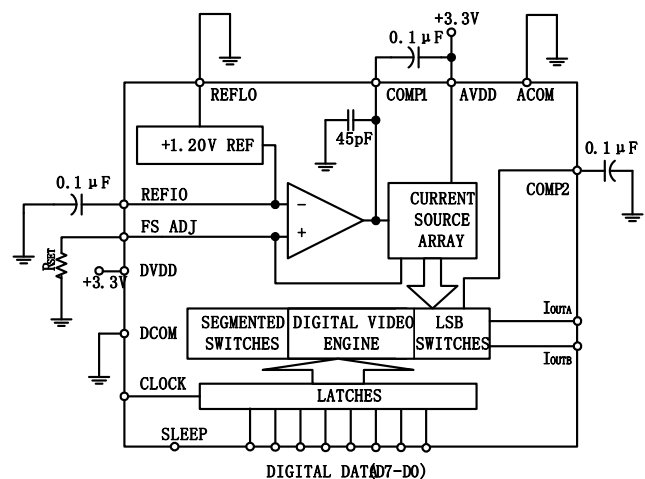 +3.3V
0.1μF
REFLO
COMP1
AVDD
ACOM
+1.20V REF
45pF
0.1μF
0.1μF
REFIO
CURRENT
SOURCE
ARRAY
COMP2
FS ADJ
−
+
RSET
DVDD
+3.3V
SEGMENTED
SWITCHES
DIGITAL VIDEO
ENGINE
LSB
SWITCHES
IOUTA
IOUTB
DCOM
CLOCK
LATCHES
SLEEP
DIGITAL DATA(D7-D0)